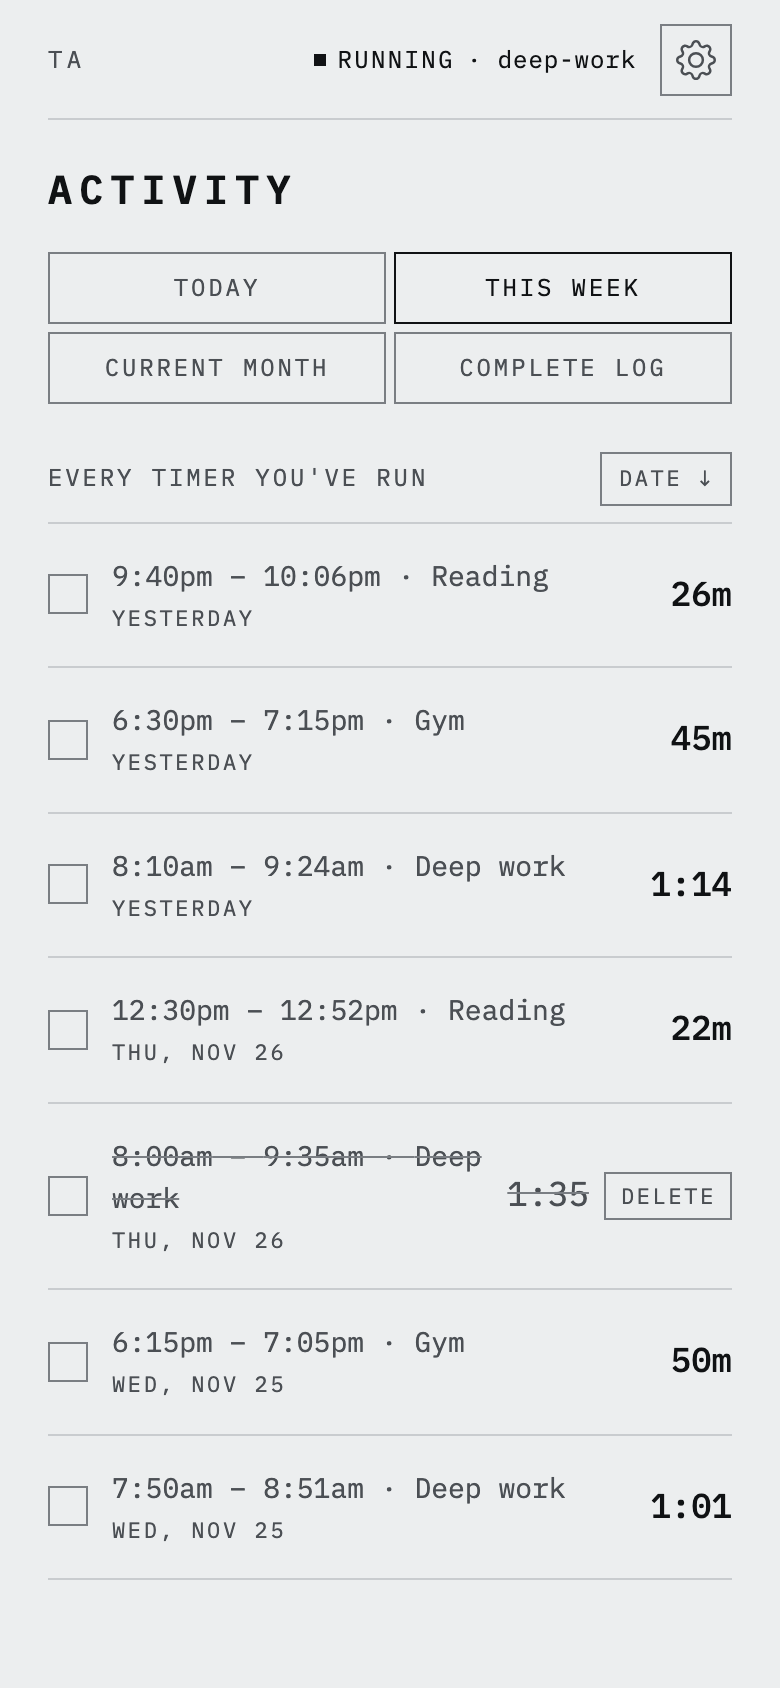 TA
■ RUNNING · deep-work
ACTIVITY
TODAY
THIS WEEK
CURRENT MONTH
COMPLETE LOG
EVERY TIMER YOU'VE RUN
DATE ↓
9:40pm – 10:06pm · Reading
YESTERDAY
26m
6:30pm – 7:15pm · Gym
YESTERDAY
45m
8:10am – 9:24am · Deep work
YESTERDAY
1:14
12:30pm – 12:52pm · Reading
THU, NOV 26
22m
8:00am – 9:35am · Deep
work
THU, NOV 26
1:35
DELETE
6:15pm – 7:05pm · Gym
WED, NOV 25
50m
7:50am – 8:51am · Deep work
WED, NOV 25
1:01